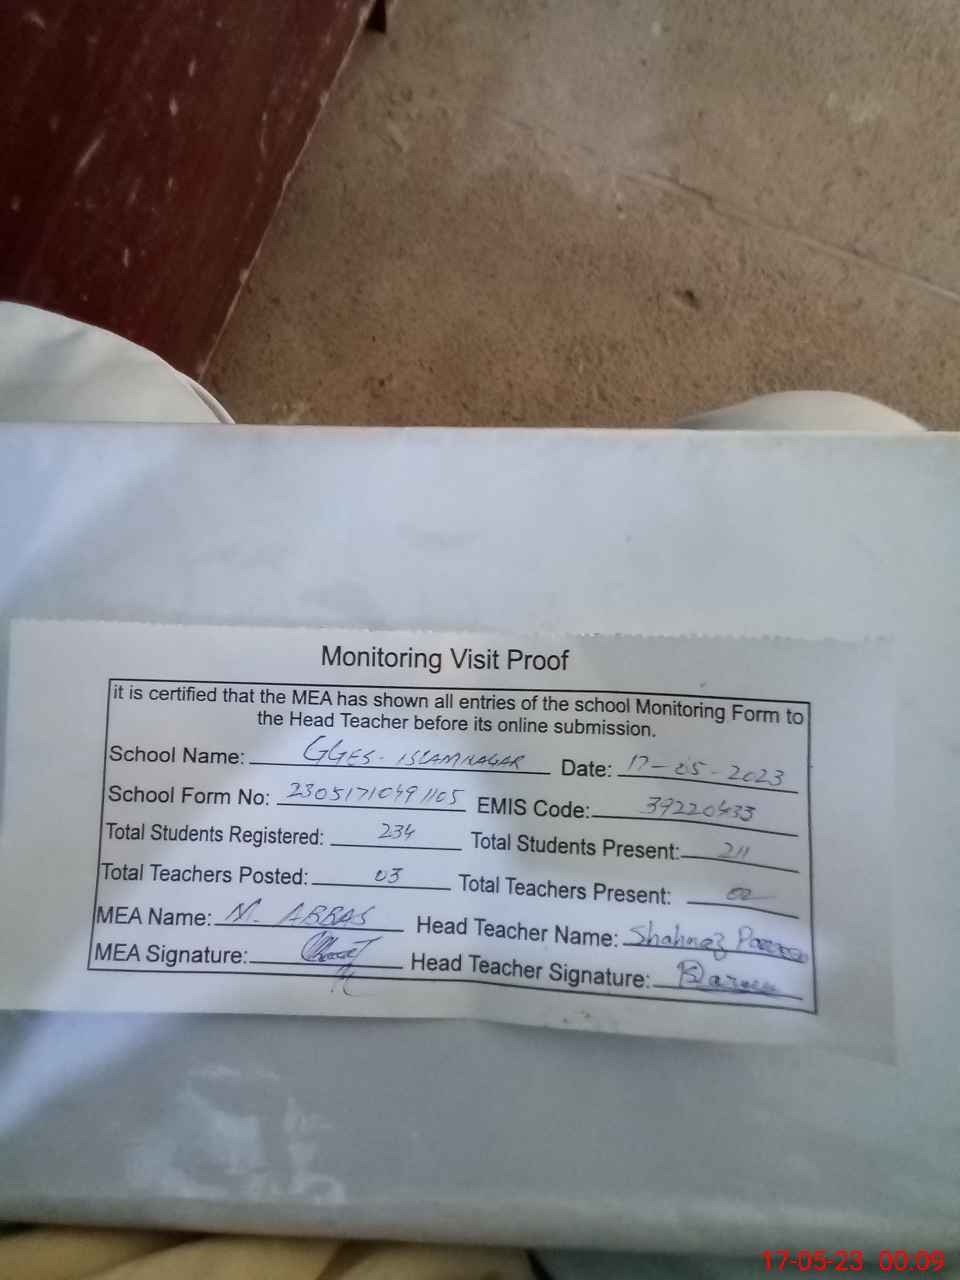 Monitoring Visit Proof
it is certified that the MEA has shown all entries of the school Monitoring Form to
the Head Teacher before its online submission.
School Name: GGES - ISLAMNAGAR Date: 17-05-2023
School Form No: 23051710491105 EMIS Code: 39220433
Total Students Registered: 234 Total Students Present: 211
Total Teachers Posted: 03 Total Teachers Present: 02
MEA Name: M. ABBAS Head Teacher Name: Shahnaz
MEA Signature: Head Teacher Signature:
17-05-23 00:09